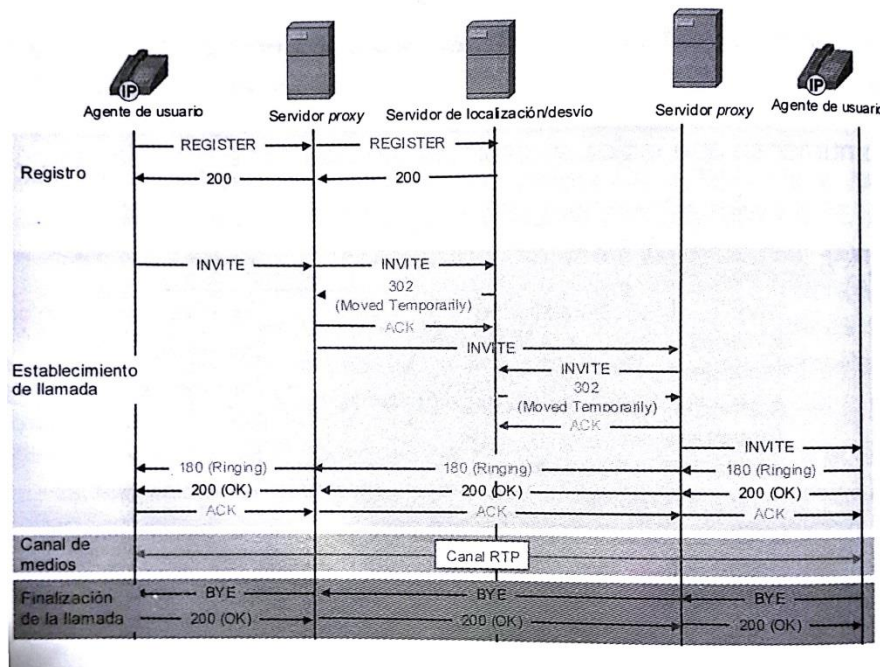 IP
IP
Agente de usuario
Servidor proxy
Servidor de localización/desvío
Servidor proxy
Agente de usuario
REGISTER
REGISTER
Registro
200
200
INVITE
INVITE
302
(Moved Temporarily)
ACK
INVITE
Establecimiento
de llamada
INVITE
302
(Moved Temporarily)
ACK
INVITE
180 (Ringing)
180 (Ringing)
180 (Ringing)
200 (OK)
200 (OK)
200 (OK)
ACK
ACK
ACK
Canal de
medios
Canal RTP
Finalización
de la llamada
BYE
BYE
BYE
200 (OK)
200 (OK)
200 (OK)